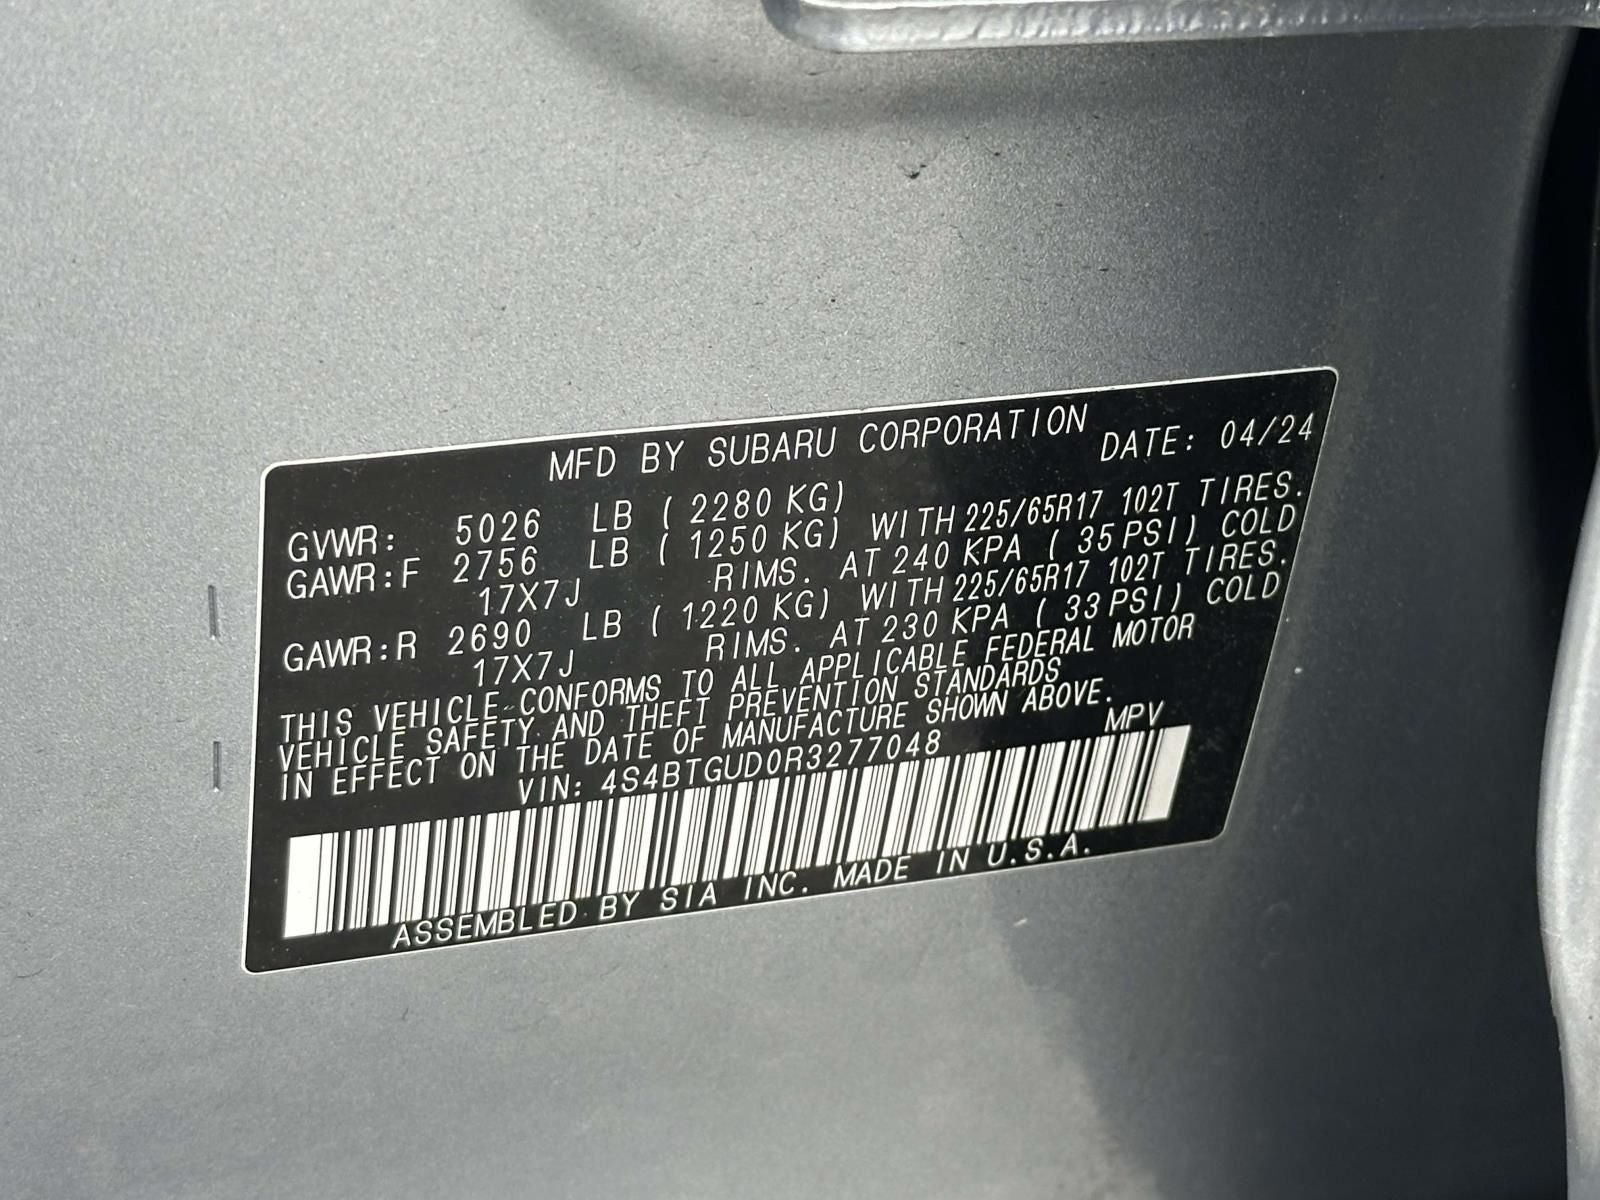 MFD BY SUBARU CORPORATION DATE: 04/24
GVWR: 5026 LB ( 2280 KG)
GAWR:F 2756 LB ( 1250 KG) WITH 225/65R17 102T TIRES.
17X7J RIMS. AT 240 KPA ( 35 PSI) COLD
GAWR:R 2690 LB ( 1220 KG) WITH 225/65R17 102T TIRES.
17X7J RIMS. AT 230 KPA ( 33 PSI) COLD
THIS VEHICLE CONFORMS TO ALL APPLICABLE FEDERAL MOTOR
VEHICLE SAFETY AND THEFT PREVENTION STANDARDS
IN EFFECT ON THE DATE OF MANUFACTURE SHOWN ABOVE.
VIN: 4S4BTGUD0R3277048 MPV
ASSEMBLED BY SIA INC. MADE IN U.S.A.